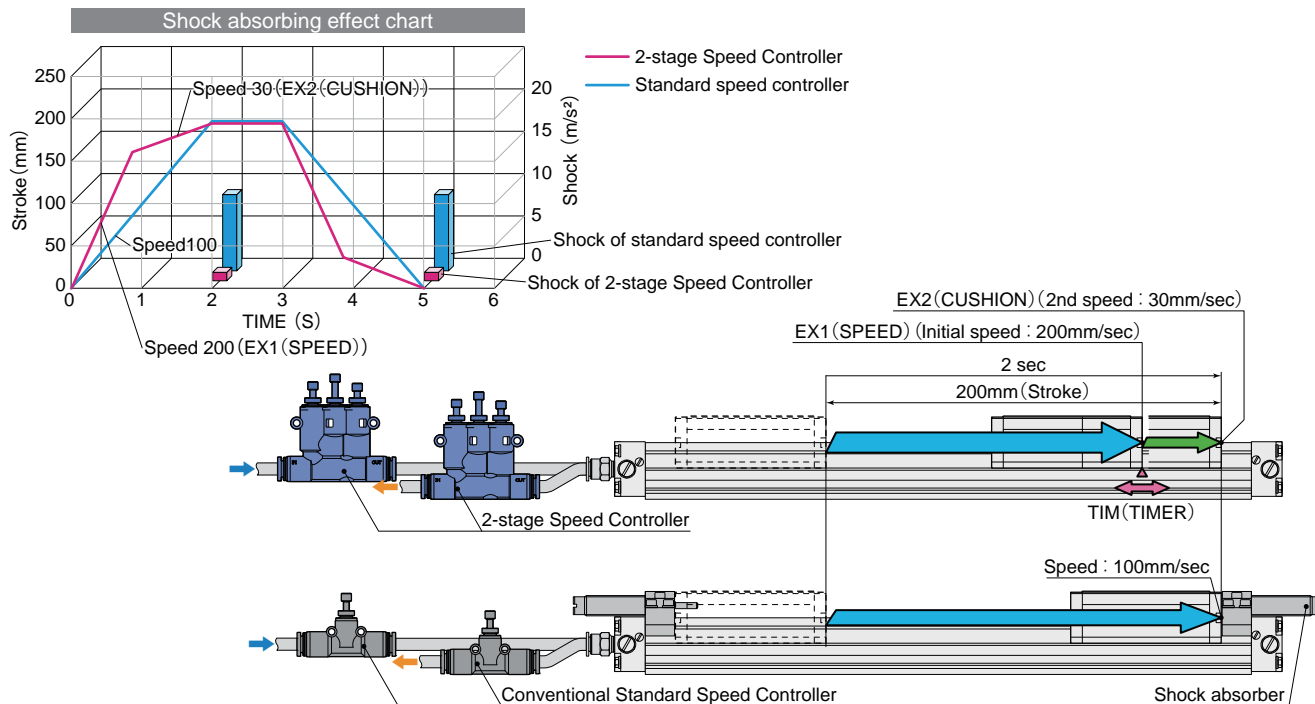 Shock absorbing effect chart
2-stage Speed Controller
Standard speed controller
250
200
150
100
50
0
Stroke(mm)
20
15
10
5
0
Shock (m/s²)
Speed 30(EX2(CUSHION))
Speed100
Shock of standard speed controller
Shock of 2-stage Speed Controller
0 1 2 3 4 5 6
TIME (S)
Speed 200(EX1(SPEED))
EX2(CUSHION)(2nd speed:30mm/sec)
EX1(SPEED)(Initial speed:200mm/sec)
2 sec
200mm(Stroke)
IN OUT
IN OUT
2-stage Speed Controller
TIM(TIMER)
Speed:100mm/sec
Conventional Standard Speed Controller
Shock absorber